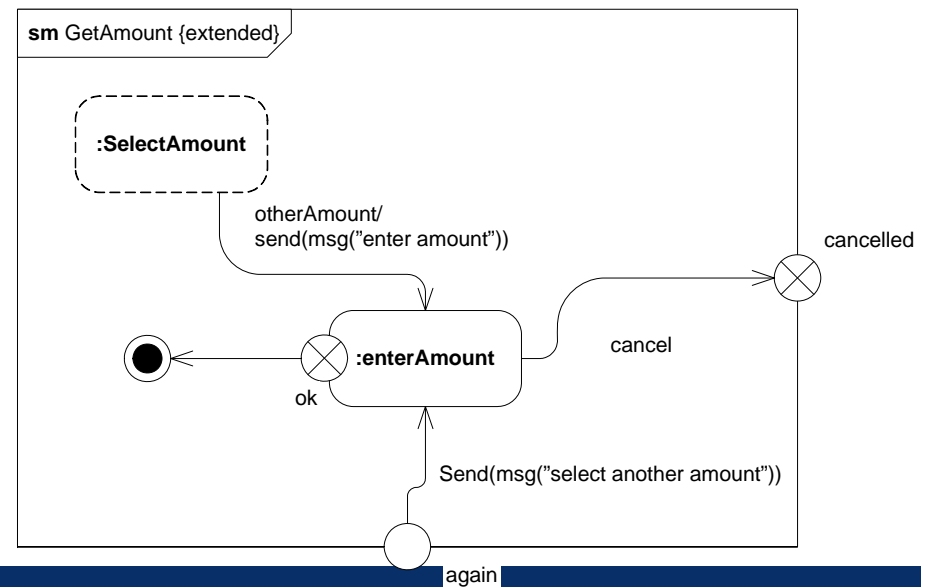 sm GetAmount {extended}
:SelectAmount
otherAmount/
send(msg(”enter amount”))
cancelled
:enterAmount
cancel
ok
Send(msg(”select another amount”))
again